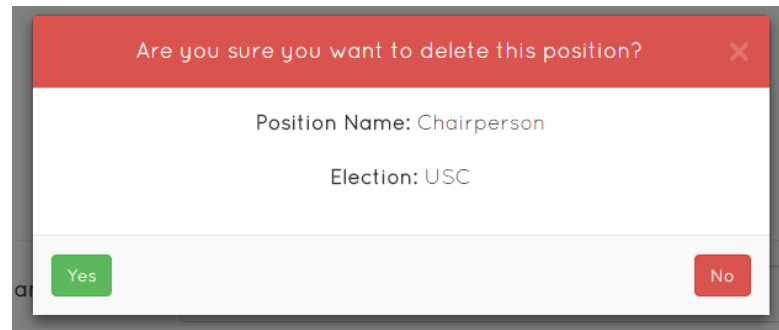 Are you sure you want to delete this position? ×
Position Name: Chairperson
Election: USC
Yes No